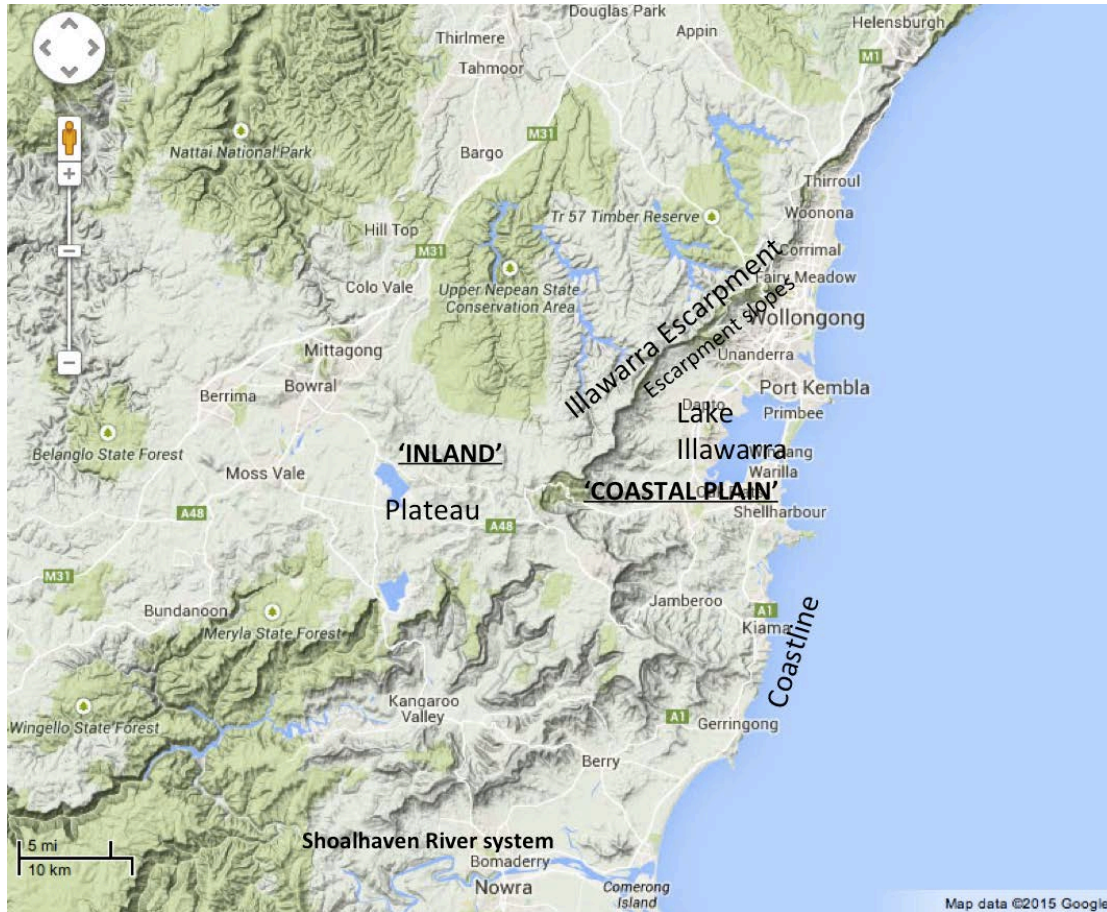 Conservation Area
Douglas Park
Helensburgh
Thirlmere
Appin
M1
Tahmoor
M31
Nattai National Park
Bargo
Thirroul
Tr 57 Timber Reserve
Woonona
Hill Top
M31
Corrimal
Illawarra Escarpment
Fairy Meadow
Colo Vale
Upper Nepean State
Conservation Area
Escarpment slopes
Wollongong
Mittagong
Unanderra
Bowral
Port Kembla
Berrima
Dapto
Primbee
Lake
Illawarra
Belanglo State Forest
'INLAND'
Windang
Moss Vale
Warilla
'COASTAL PLAIN'
A48
Plateau
Shellharbour
A48
M31
Bundanoon
Jamberoo
A1
Meryla State Forest
Kiama
Coastline
Kangaroo
Valley
Wingello State Forest
A1
Gerringong
Berry
Shoalhaven River system
5 mi
10 km
Bomaderry
Nowra
Comerong
Island
Map data ©2015 Google